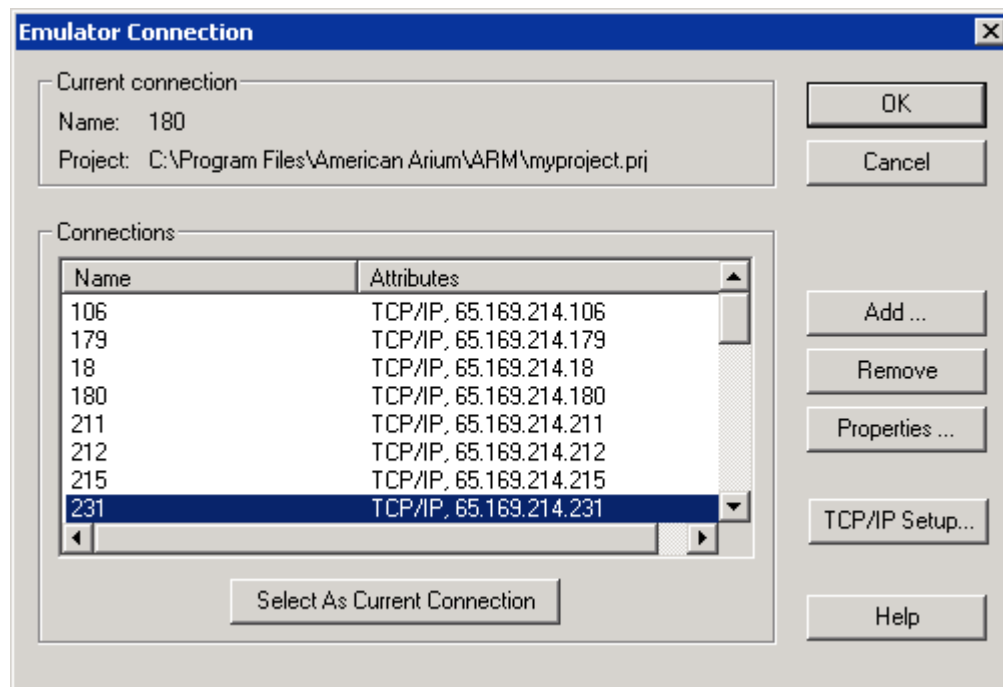 Emulator Connection
Current connection
Name: 180
Project: C:\Program Files\American Arium\ARM\myproject.prj
OK
Cancel
Connections
Name Attributes
106 TCP/IP, 65.169.214.106
179 TCP/IP, 65.169.214.179
18 TCP/IP, 65.169.214.18
180 TCP/IP, 65.169.214.180
211 TCP/IP, 65.169.214.211
212 TCP/IP, 65.169.214.212
215 TCP/IP, 65.169.214.215
231 TCP/IP, 65.169.214.231
Select As Current Connection
Add ...
Remove
Properties ...
TCP/IP Setup...
Help